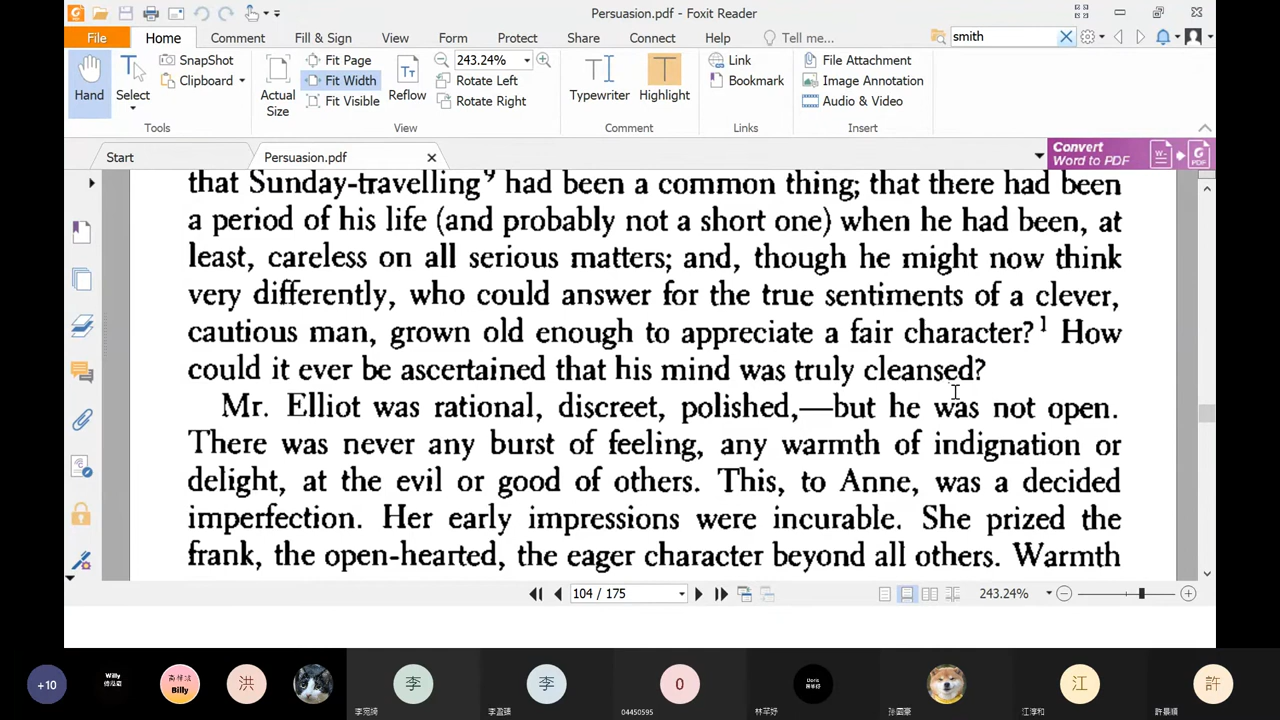 Persuasion.pdf - Foxit Reader
File Home Comment Fill & Sign View Form Protect Share Connect Help Tell me... smith
SnapShot Fit Page 243.24% Link File Attachment
Clipboard Fit Width Rotate Left Bookmark Image Annotation
Hand Select Actual Size Fit Visible Reflow Rotate Right Typewriter Highlight Audio & Video
Tools View Comment Links Insert
Start Persuasion.pdf Convert Word to PDF
that Sunday-travelling⁹ had been a common thing; that there had been
a period of his life (and probably not a short one) when he had been, at
least, careless on all serious matters; and, though he might now think
very differently, who could answer for the true sentiments of a clever,
cautious man, grown old enough to appreciate a fair character?¹ How
could it ever be ascertained that his mind was truly cleansed?
Mr. Elliot was rational, discreet, polished,—but he was not open.
There was never any burst of feeling, any warmth of indignation or
delight, at the evil or good of others. This, to Anne, was a decided
imperfection. Her early impressions were incurable. She prized the
frank, the open-hearted, the eager character beyond all others. Warmth
104 / 175 243.24%
+10 Willy Billy 洪 李 李 0 Doris 江 許
04450595